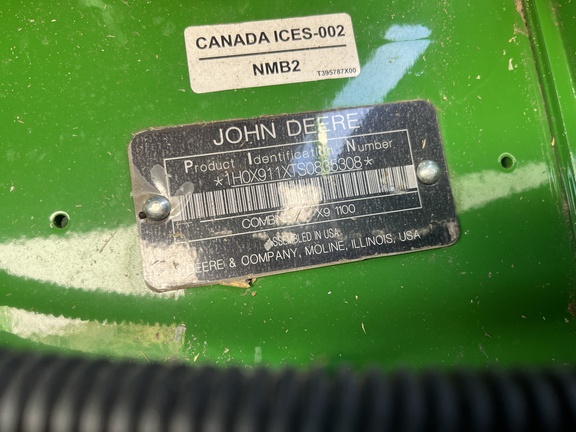 CANADA ICES-002
NMB2
T395787X00
JOHN DEERE
Product Identification Number
*1H0X911XTS0835308*
X9 1100
ASSEMBLED IN USA
DEERE & COMPANY, MOLINE, ILLINOIS, USA